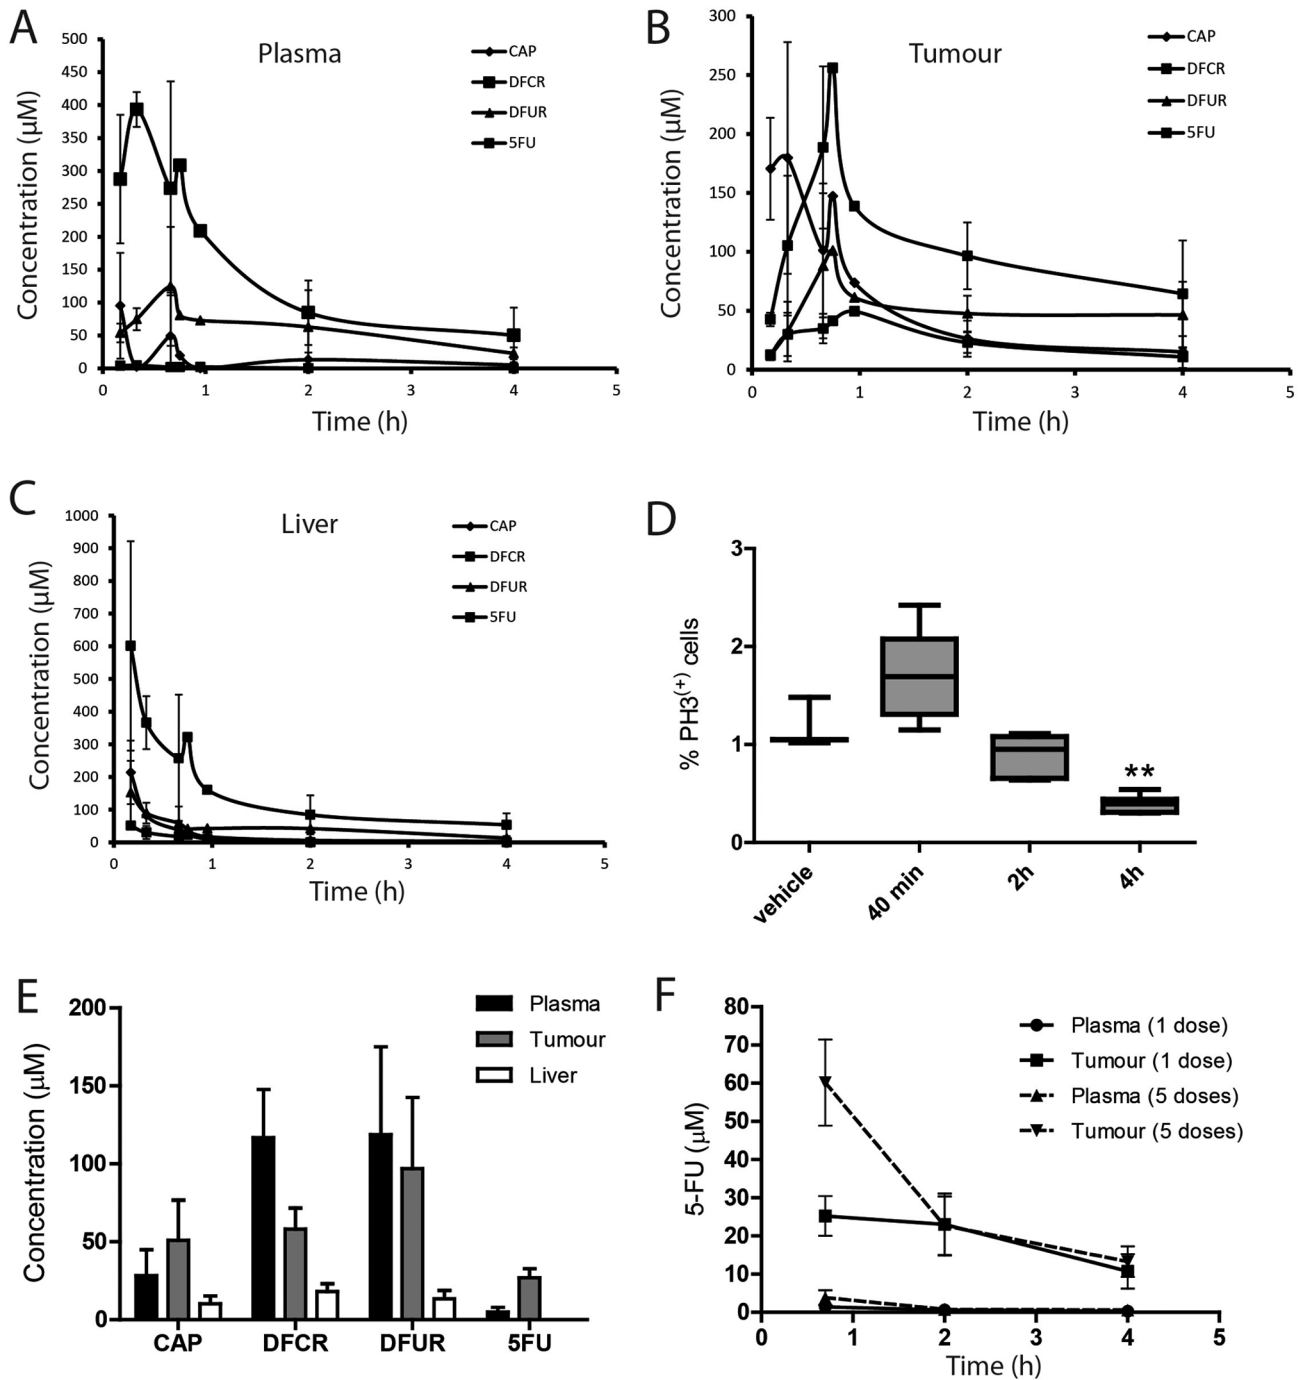 A
Plasma
Concentration (µM)
500
450
400
350
300
250
200
150
100
50
0
0 1 2 3 4 5
Time (h)
CAP
DFCR
DFUR
5FU
B
Tumour
Concentration (µM)
300
250
200
150
100
50
0
0 1 2 3 4 5
Time (h)
CAP
DFCR
DFUR
5FU
C
Liver
Concentration (µM)
1000
900
800
700
600
500
400
300
200
100
0
0 1 2 3 4 5
Time (h)
CAP
DFCR
DFUR
5FU
D
% PH3(+) cells
3
2
1
0
**
vehicle
40 min
2h
4h
E
Concentration (µM)
200
150
100
50
0
CAP DFCR DFUR 5FU
Plasma
Tumour
Liver
F
5-FU (µM)
80
70
60
50
40
30
20
10
0
0 1 2 3 4 5
Time (h)
Plasma (1 dose)
Tumour (1 dose)
Plasma (5 doses)
Tumour (5 doses)